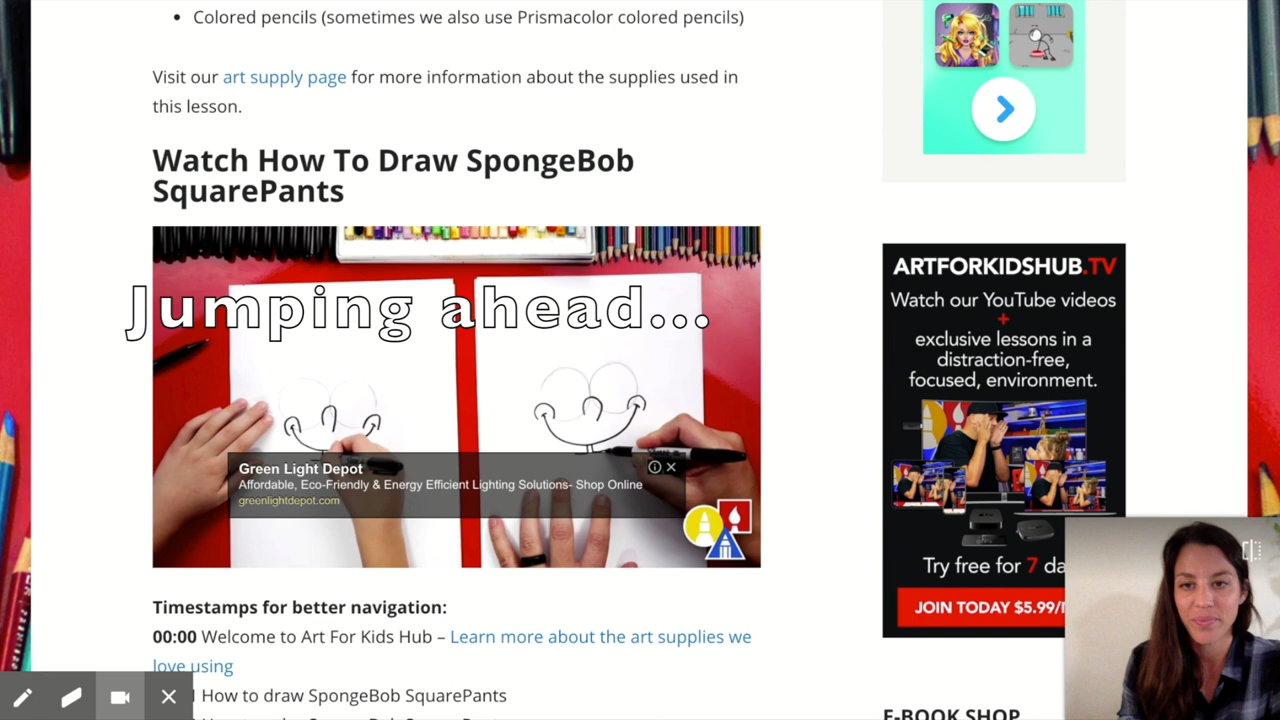 Colored pencils (sometimes we also use Prismacolor colored pencils)
Visit our art supply page for more information about the supplies used in
this lesson.
Watch How To Draw SpongeBob
SquarePants
Jumping ahead...
Green Light Depot
Affordable, Eco-Friendly & Energy Efficient Lighting Solutions- Shop Online
greenlightdepot.com
Timestamps for better navigation:
00:00 Welcome to Art For Kids Hub – Learn more about the art supplies we
love using
How to draw SpongeBob SquarePants
ARTFORKIDSHUB.TV
Watch our YouTube videos
+
exclusive lessons in a
distraction-free,
focused, environment.
Try free for 7 da
JOIN TODAY $5.99/
E-BOOK SHOP